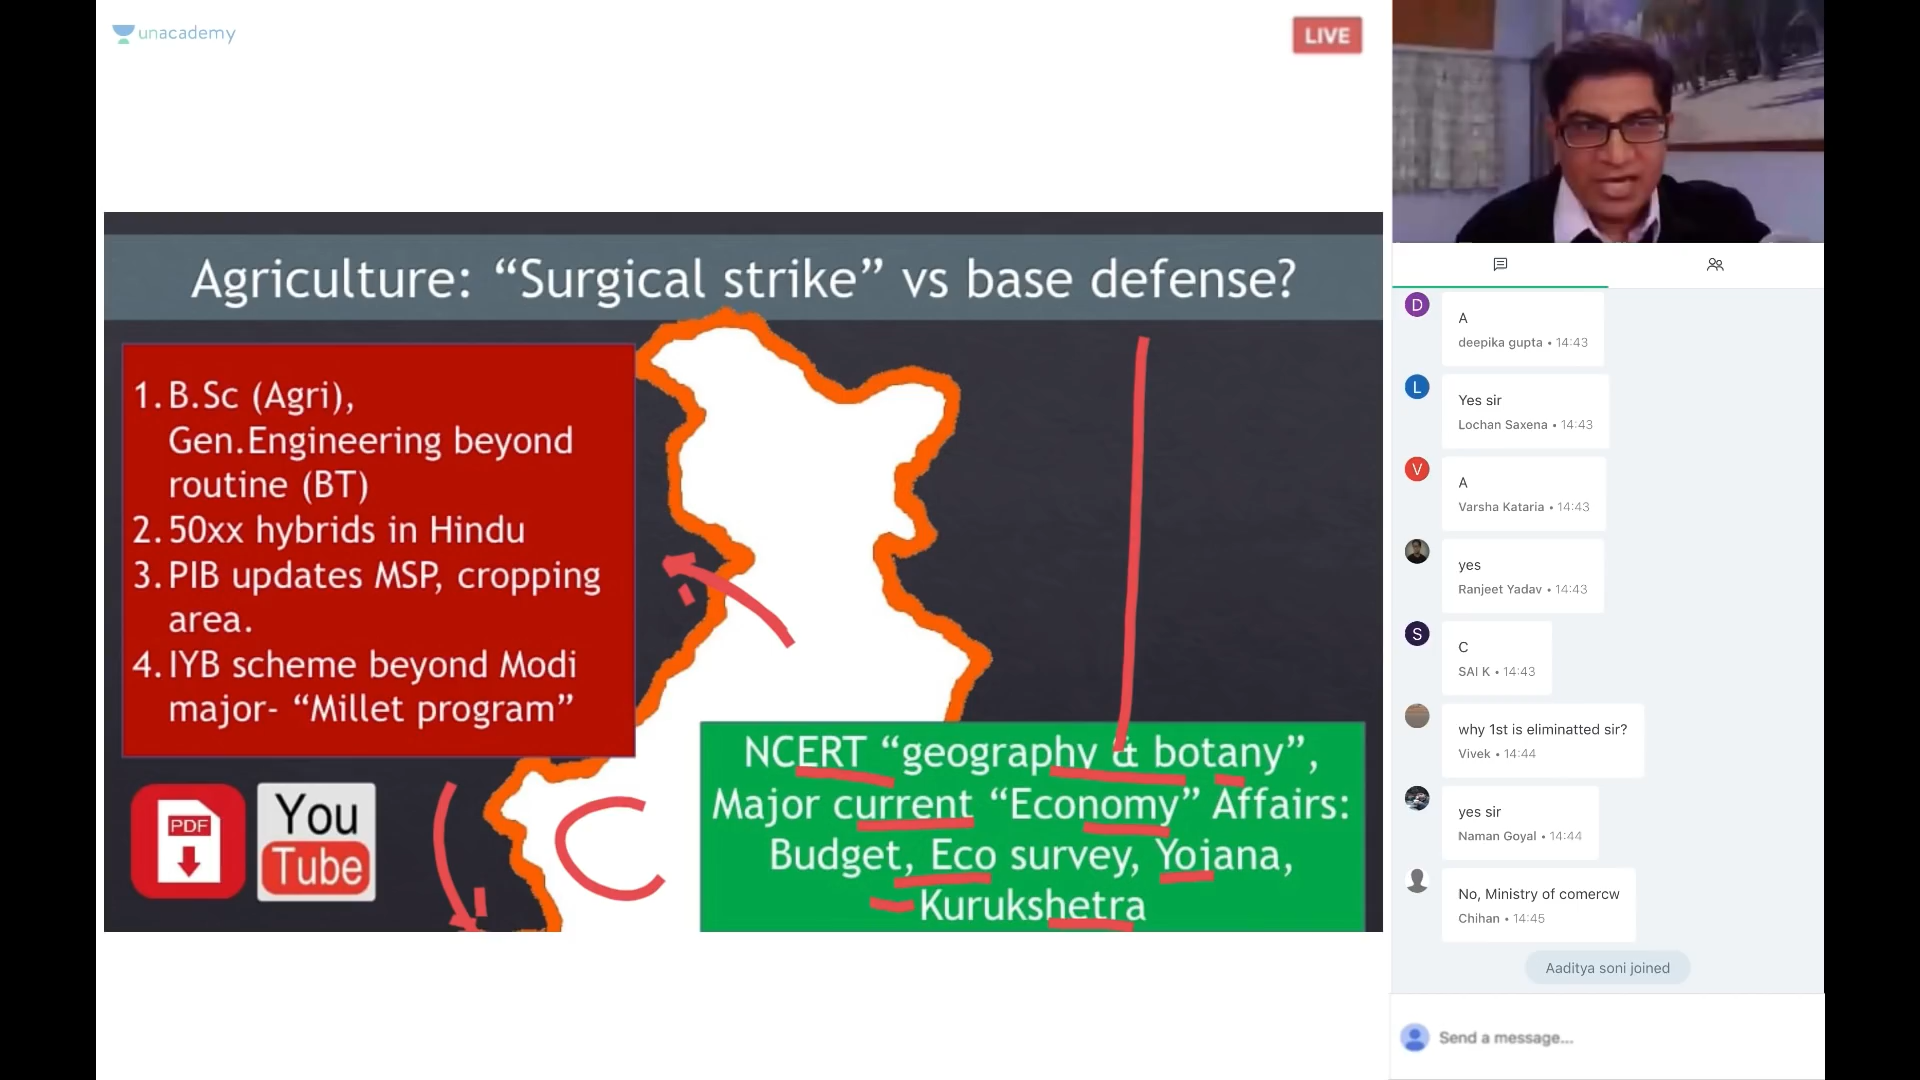 unacademy
LIVE
Agriculture: “Surgical strike” vs base defense?
1. B.Sc (Agri),
Gen.Engineering beyond
routine (BT)
2. 50xx hybrids in Hindu
3. PIB updates MSP, cropping
area.
4. IYB scheme beyond Modi
major- “Millet program”
NCERT “geography & botany”,
Major current “Economy” Affairs:
Budget, Eco survey, Yojana,
Kurukshetra
PDF
You
Tube
D
A
deepika gupta • 14:43
L
Yes sir
Lochan Saxena • 14:43
V
A
Varsha Kataria • 14:43
yes
Ranjeet Yadav • 14:43
S
C
SAI K • 14:43
why 1st is eliminatted sir?
Vivek • 14:44
yes sir
Naman Goyal • 14:44
No, Ministry of comercw
Chihan • 14:45
Aaditya soni joined
Send a message...